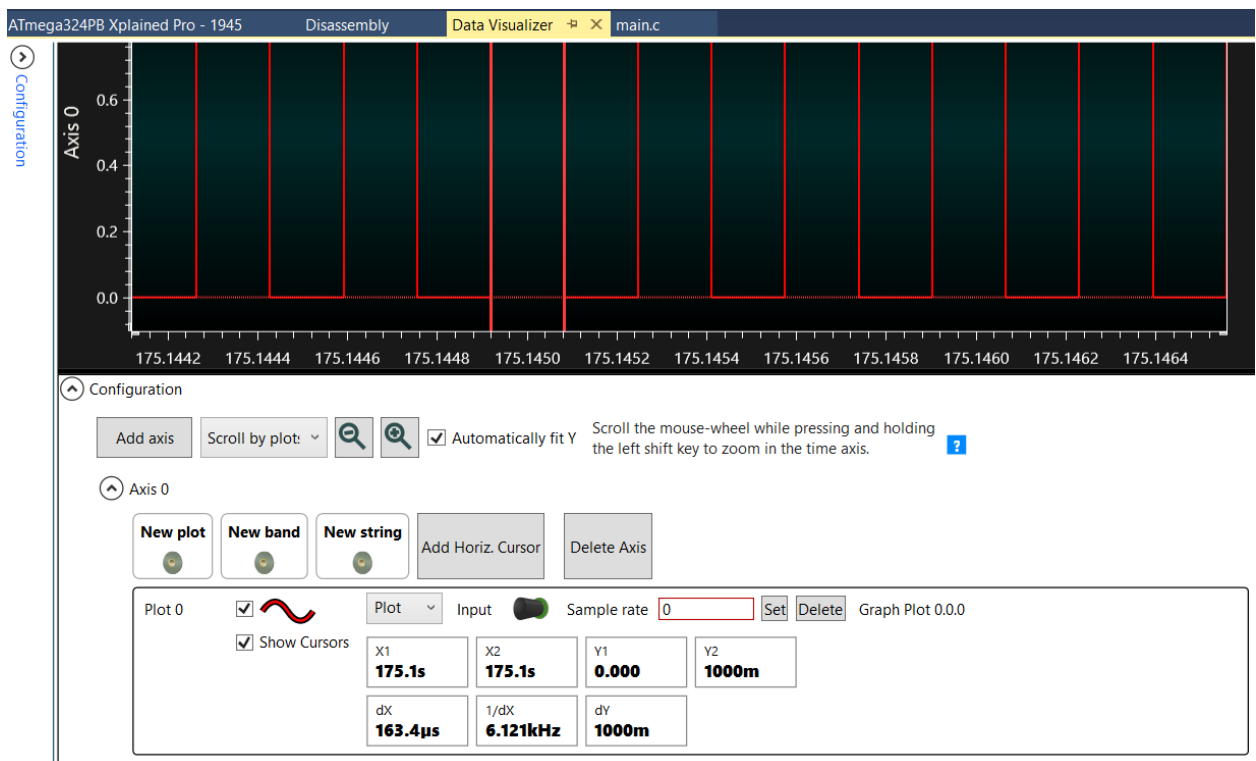 ATmega324PB Xplained Pro - 1945 Disassembly Data Visualizer main.c
Configuration
Axis 0
0.6
0.4
0.2
0.0
175.1442 175.1444 175.1446 175.1448 175.1450 175.1452 175.1454 175.1456 175.1458 175.1460 175.1462 175.1464
Configuration
Add axis Scroll by plot: Automatically fit Y Scroll the mouse-wheel while pressing and holding
the left shift key to zoom in the time axis. ?
Axis 0
New plot New band New string Add Horiz. Cursor Delete Axis
Plot 0 Plot Input Sample rate 0 Set Delete Graph Plot 0.0.0
Show Cursors
X1 X2 Y1 Y2
175.1s 175.1s 0.000 1000m
dX 1/dX dY
163.4µs 6.121kHz 1000m